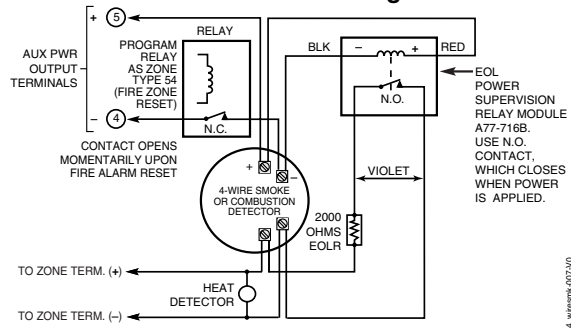 + 5
RELAY
AUX PWR
OUTPUT
TERMINALS
PROGRAM
RELAY
AS ZONE
TYPE 54
(FIRE ZONE
RESET)
BLK
– +
RED
N.O.
EOL
POWER
SUPERVISION
RELAY MODULE
A77-716B.
USE N.O.
CONTACT,
WHICH CLOSES
WHEN POWER
IS APPLIED.
– 4
N.C.
CONTACT OPENS
MOMENTARILY UPON
FIRE ALARM RESET
+ –
4-WIRE SMOKE
OR COMBUSTION
DETECTOR
VIOLET
2000
OHMS
EOLR
TO ZONE TERM. (+)
HEAT
DETECTOR
TO ZONE TERM. (–)